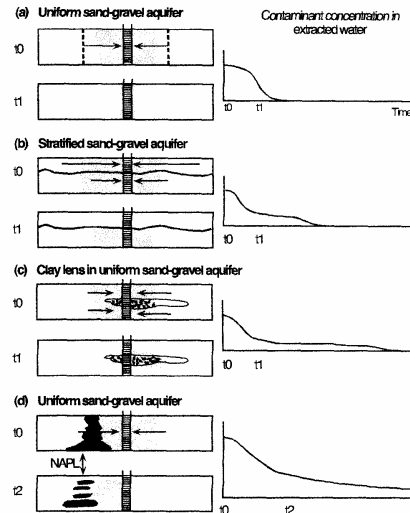 (a) Uniform sand-gravel aquifer
Contaminant concentration in
extracted water
t0
t1
t0 t1 Time
(b) Stratified sand-gravel aquifer
t0
t1
t0 t1
(c) Clay lens in uniform sand-gravel aquifer
t0
t1
t0 t1
(d) Uniform sand-gravel aquifer
t0
NAPL
t2
t0 t2